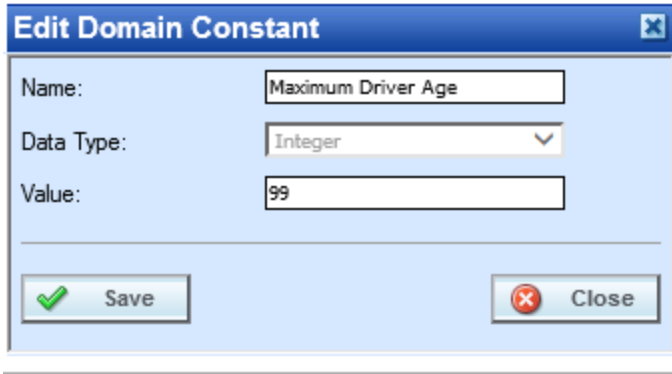 Edit Domain Constant
Name: Maximum Driver Age
Data Type: Integer
Value: 99
Save Close